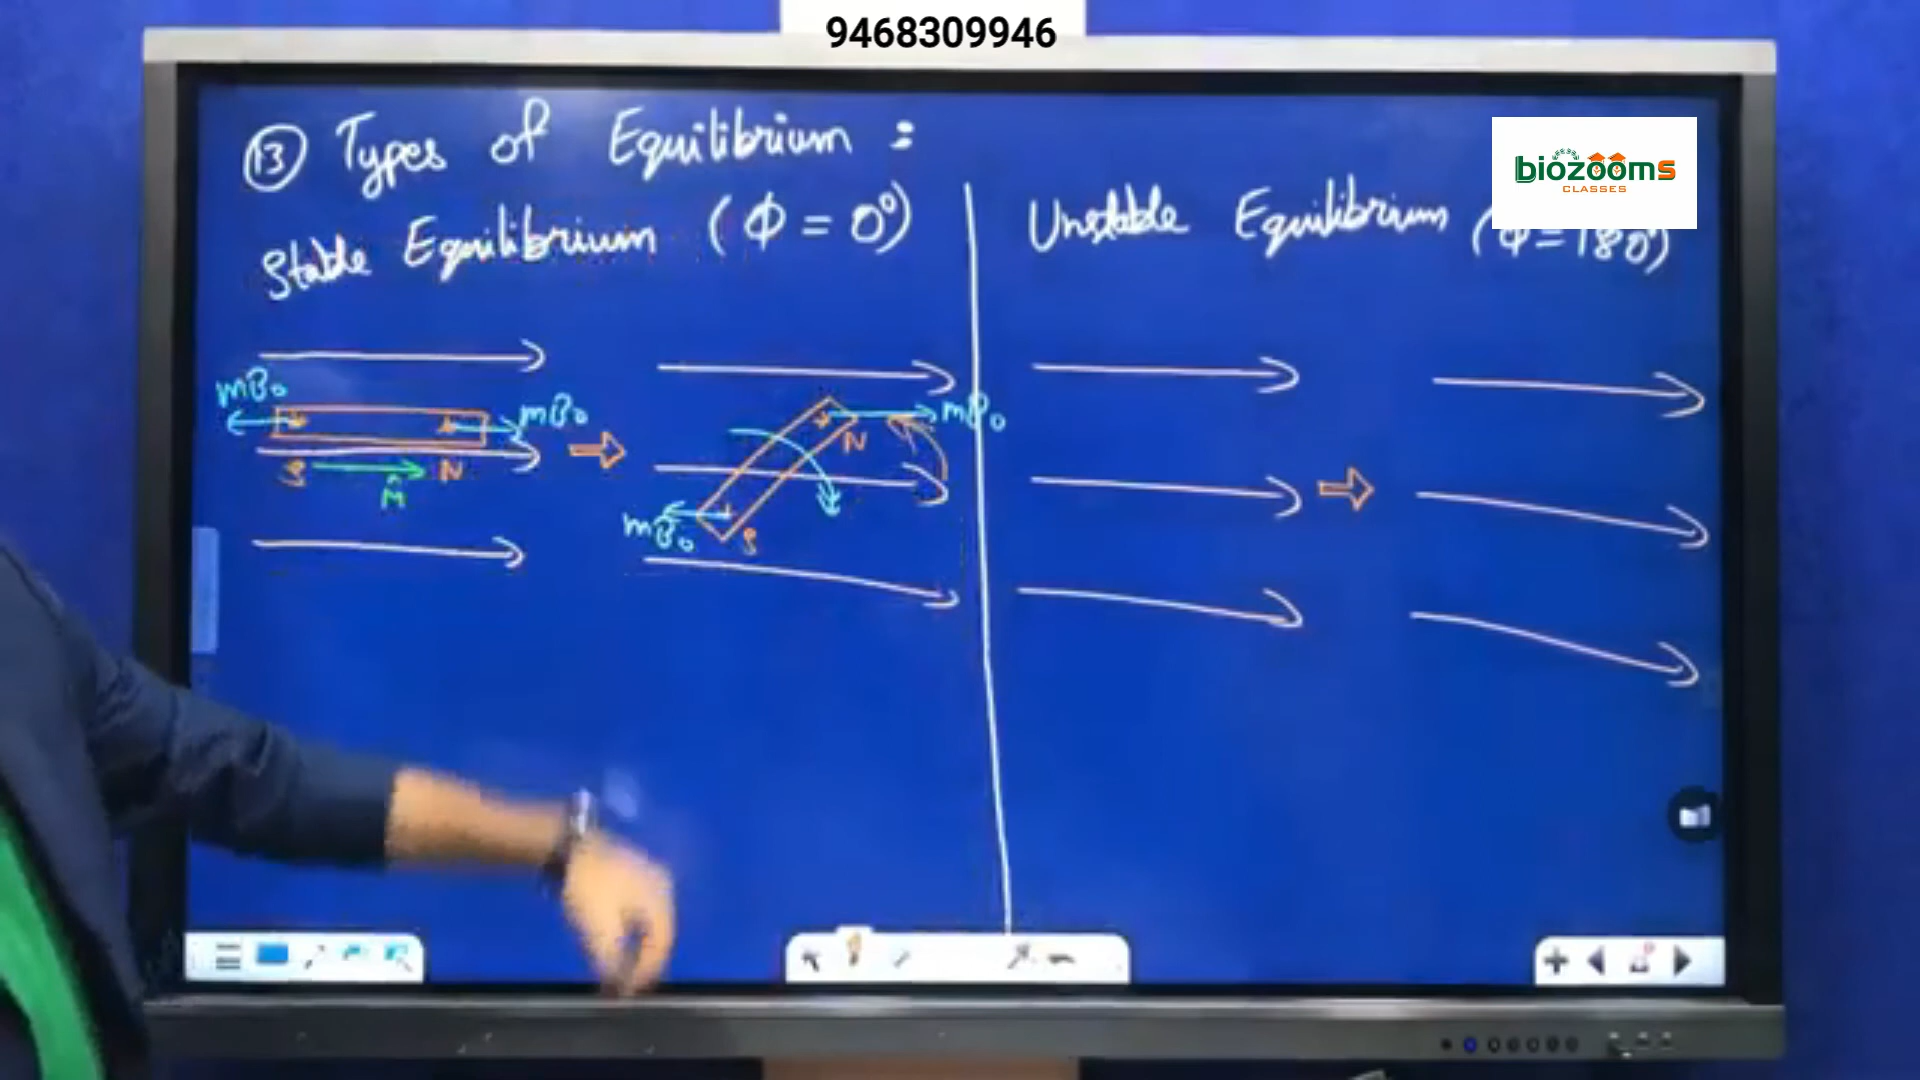 9468309946
biozooms
CLASSES
13 Types of Equilibrium :
Stable Equilibrium (Φ = 0°)
Unstable Equilibrium (Φ = 180°)
mB₀
mB₀
S
N
M
mB₀
N
mB₀
S